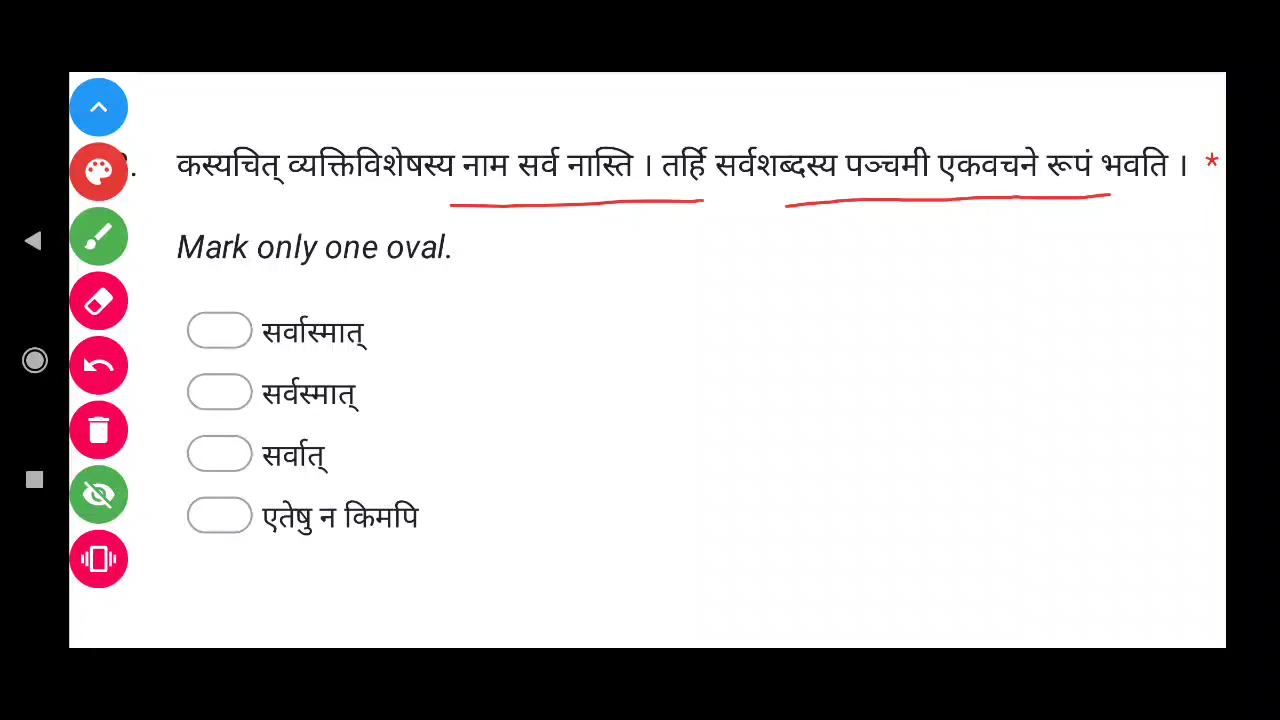 कस्यचित् व्यक्तिविशेषस्य नाम सर्व नास्ति । तर्हि सर्वशब्दस्य पञ्चमी एकवचने रूपं भवति । *
Mark only one oval.
सर्वास्मात्
सर्वस्मात्
सर्वात्
एतेषु न किमपि